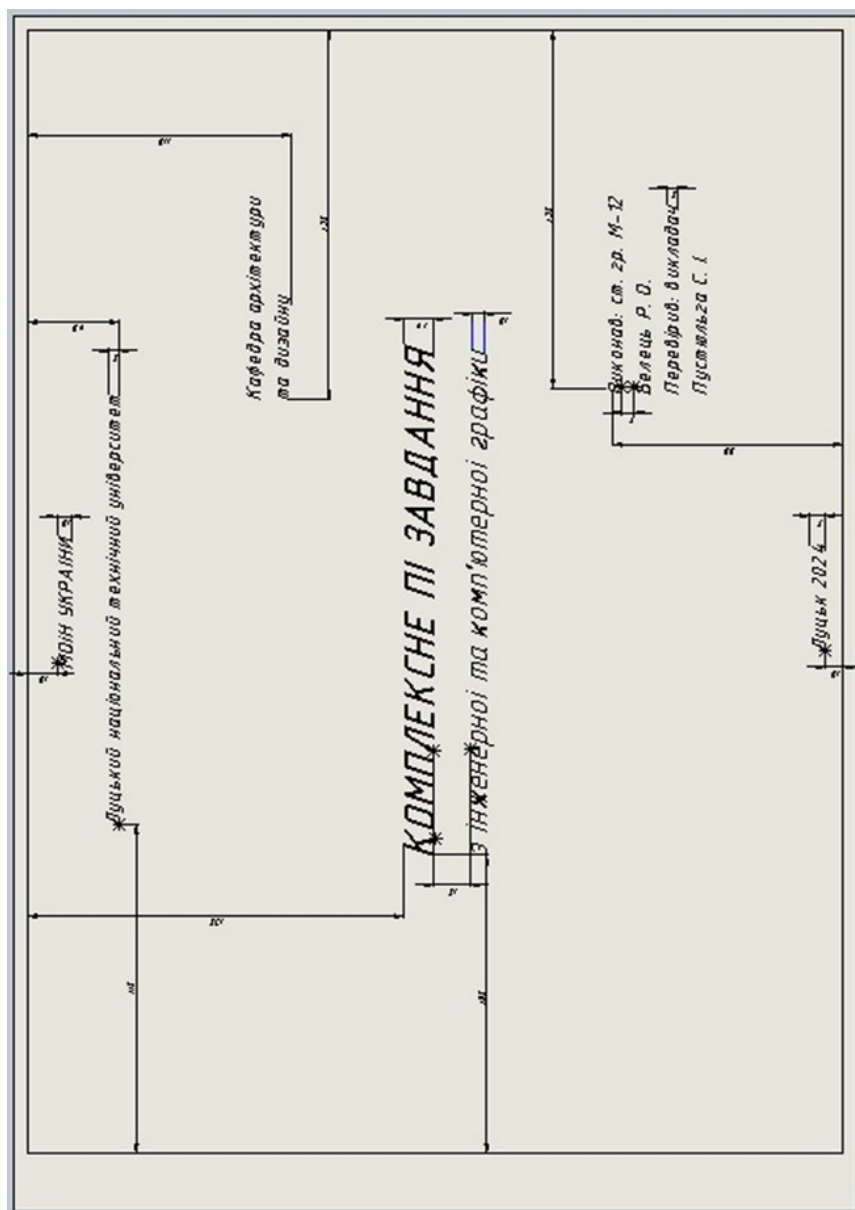 МОІН УКРАЇНИ
Луцький національний технічний університет
Кафедра архітектури
та дизайну
КОМПЛЕКСНЕ ПІ ЗАВДАННЯ
з інженерної та комп'ютерної графіки
Виконав: ст. гр. М-12
Велець Р. О.
Перевірив: викладач
Пустюльга С. І.
Луцьк 2024